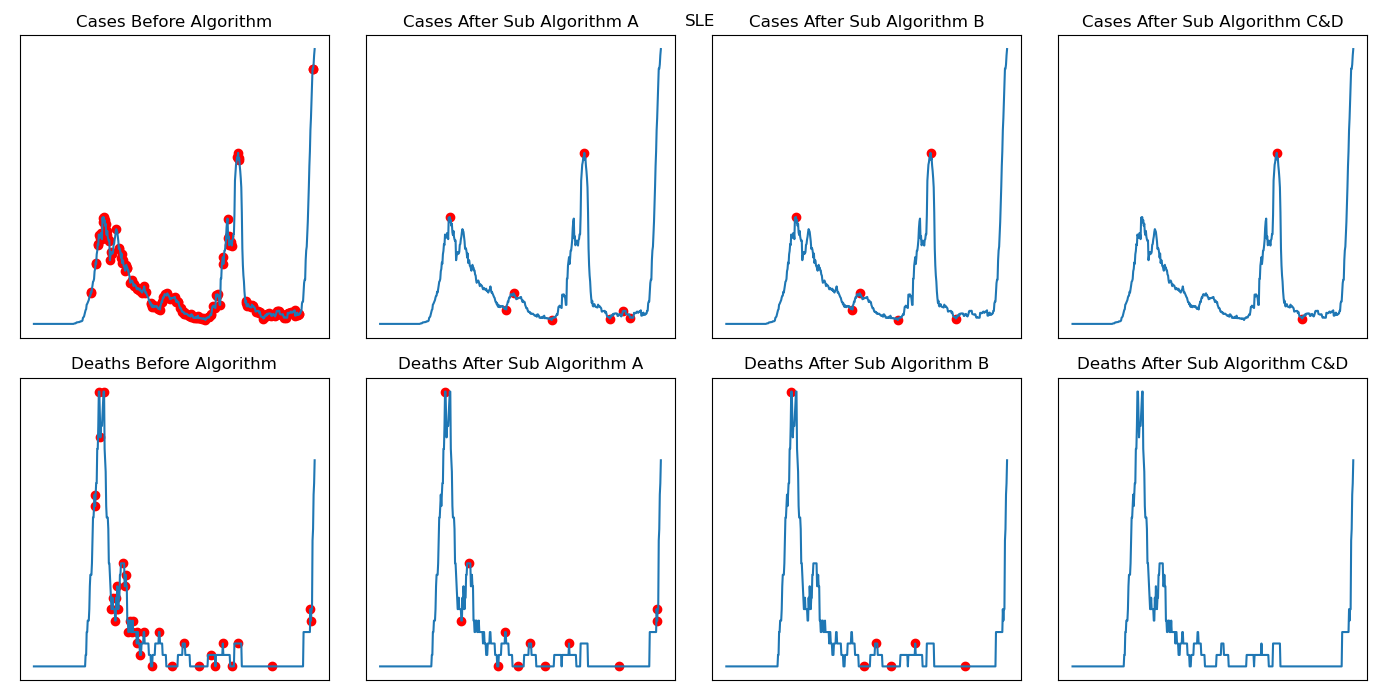 SLE
Cases Before Algorithm
Cases After Sub Algorithm A
Cases After Sub Algorithm B
Cases After Sub Algorithm C&D
Deaths Before Algorithm
Deaths After Sub Algorithm A
Deaths After Sub Algorithm B
Deaths After Sub Algorithm C&D